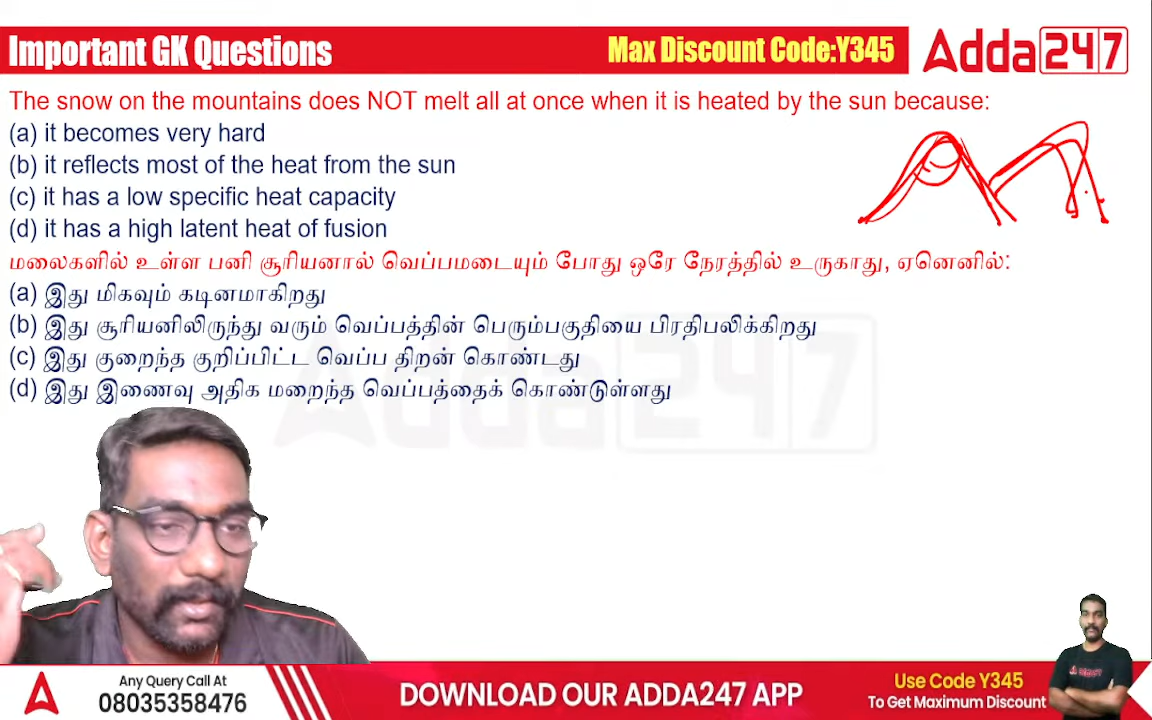 Important GK Questions
Max Discount Code:Y345
Adda247
The snow on the mountains does NOT melt all at once when it is heated by the sun because:
(a) it becomes very hard
(b) it reflects most of the heat from the sun
(c) it has a low specific heat capacity
(d) it has a high latent heat of fusion
மலைகளில் உள்ள பனி சூரியனால் வெப்பமடையும் போது ஒரே நேரத்தில் உருகாது, ஏனெனில்:
(a) இது மிகவும் கடினமாகிறது
(b) இது சூரியனிலிருந்து வரும் வெப்பத்தின் பெரும்பகுதியை பிரதிபலிக்கிறது
(c) இது குறைந்த குறிப்பிட்ட வெப்ப திறன் கொண்டது
(d) இது இணைவு அதிக மறைந்த வெப்பத்தைக் கொண்டுள்ளது
Adda247
Any Query Call At
08035358476
DOWNLOAD OUR ADDA247 APP
Use Code Y345
To Get Maximum Discount